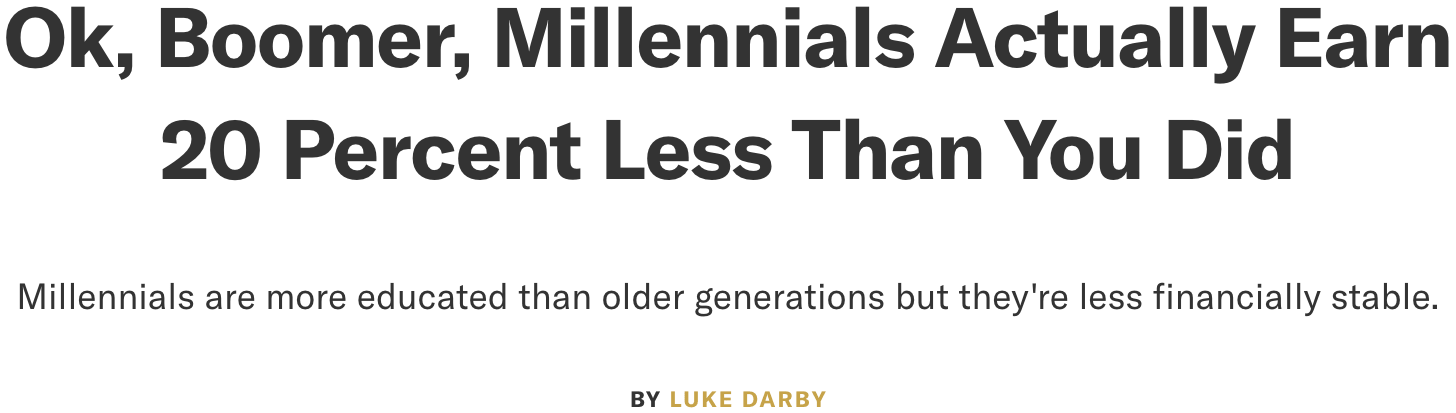 Ok, Boomer, Millennials Actually Earn
20 Percent Less Than You Did
Millennials are more educated than older generations but they're less financially stable.
BY LUKE DARBY